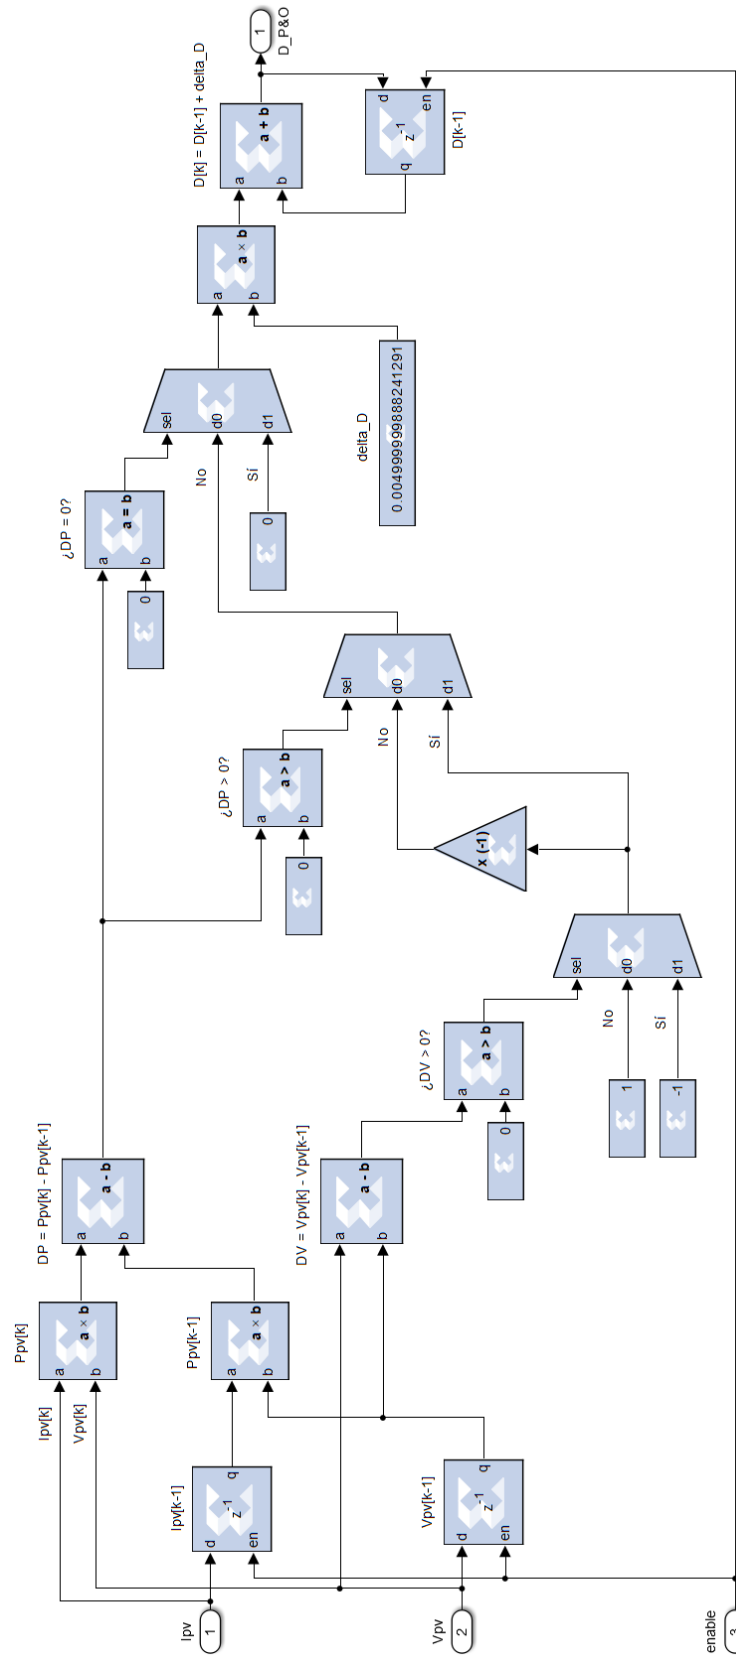 Ipv
1
Vpv
2
enable
3
Ipv[k]
Vpv[k]
Ipv[k-1]
d
en
z⁻¹
q
Vpv[k-1]
d
en
z⁻¹
q
Ppv[k]
a
b
a × b
Ppv[k-1]
a
b
a × b
DP = Ppv[k] - Ppv[k-1]
a
b
a - b
DV = Vpv[k] - Vpv[k-1]
a
b
a - b
0
¿DV > 0?
a
b
a > b
1
-1
No
Sí
sel
d0
d1
x (-1)
0
¿DP > 0?
a
b
a > b
No
Sí
sel
d0
d1
0
¿DP = 0?
a
b
a = b
0
No
Sí
sel
d0
d1
delta_D
0.00499999988824129‌1
a
b
a × b
D[k] = D[k-1] + delta_D
a
b
a + b
d
en
z⁻¹
q
D[k-1]
1
D_P&O